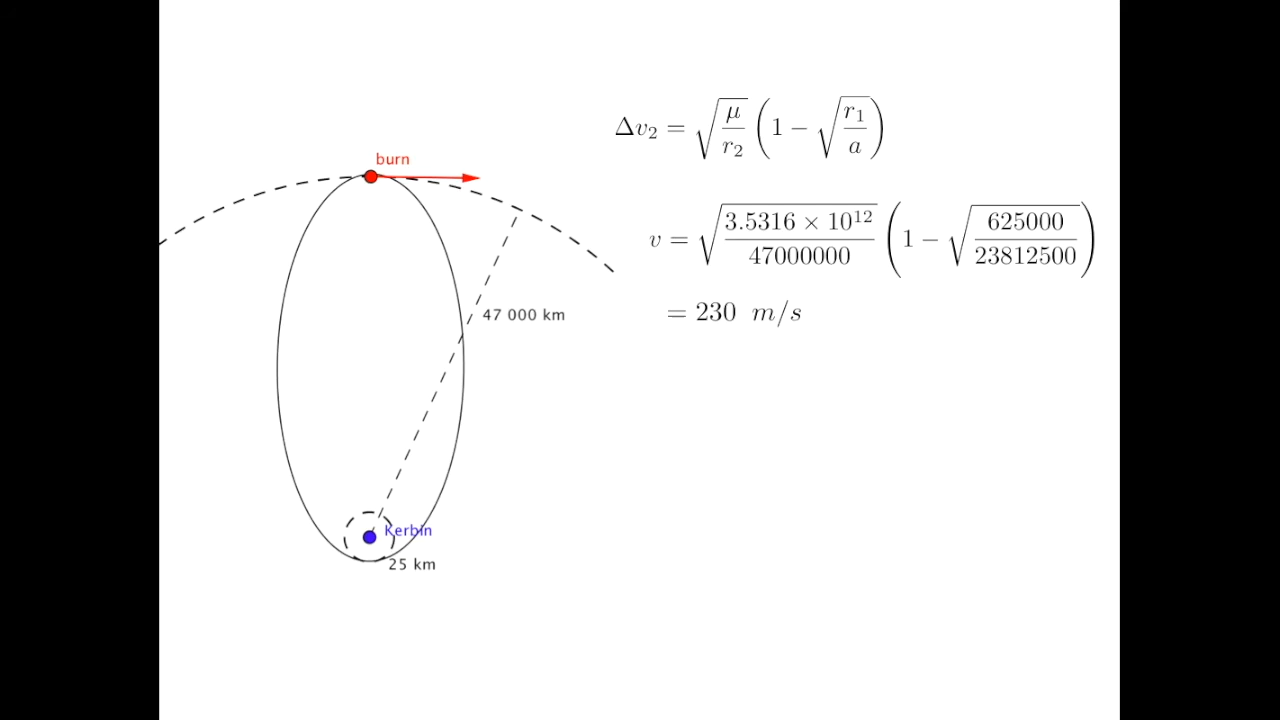 Δv₂ = √(μ/r₂) (1 − √(r₁/a))
burn
v = √(3.5316 × 10¹²/47000000) (1 − √(625000/23812500))
= 230 m/s
47 000 km
Kerbin
25 km